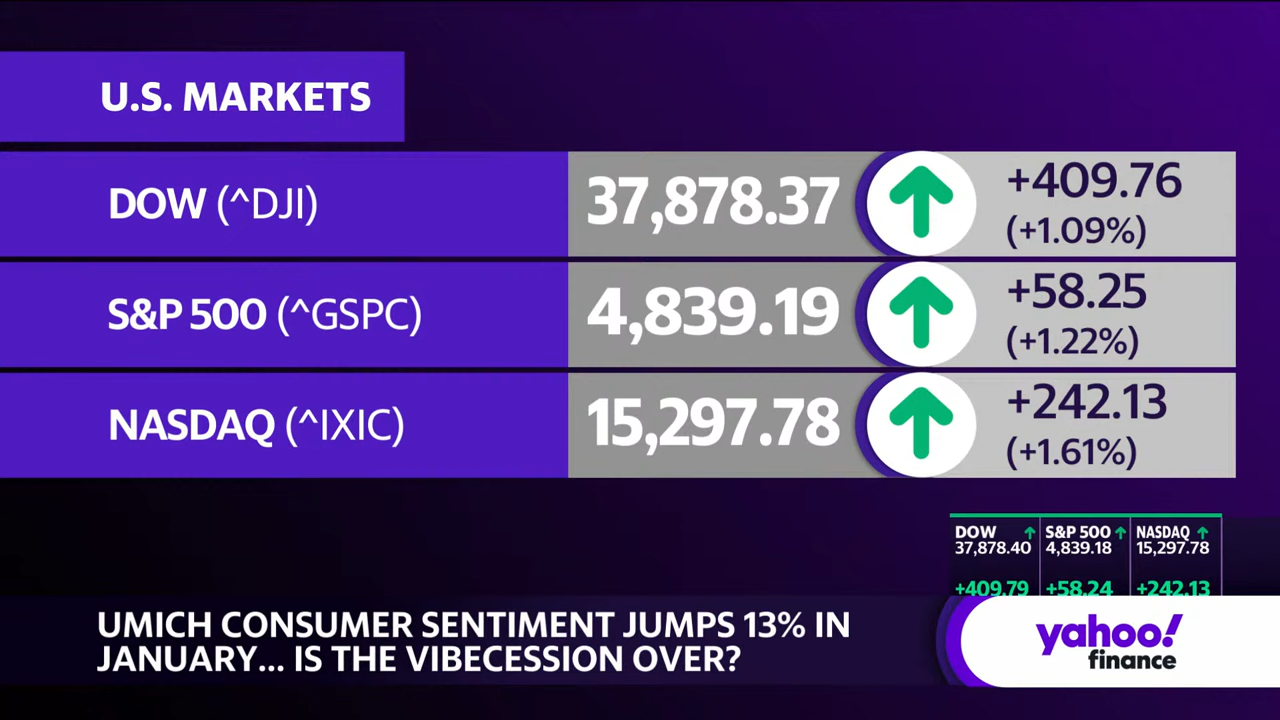 U.S. MARKETS
DOW (^DJI) 37,878.37 +409.76
(+1.09%)
S&P 500 (^GSPC) 4,839.19 +58.25
(+1.22%)
NASDAQ (^IXIC) 15,297.78 +242.13
(+1.61%)
DOW S&P 500 NASDAQ
37,878.40 4,839.18 15,297.78
+409.79 +58.24 +242.13
UMICH CONSUMER SENTIMENT JUMPS 13% IN
JANUARY... IS THE VIBECESSION OVER?
yahoo!
finance